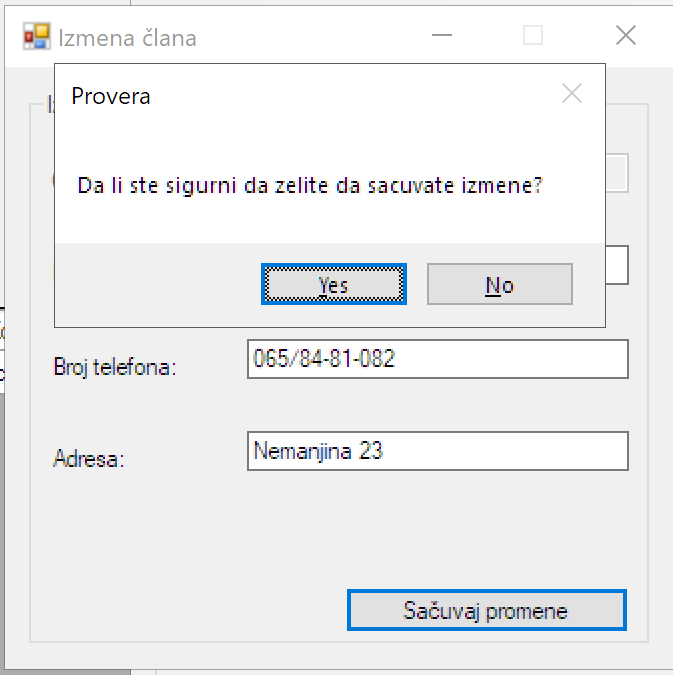 Izmena člana
Provera
Da li ste sigurni da zelite da sacuvate izmene?
Yes
No
Broj telefona:
065/84-81-082
Adresa:
Nemanjina 23
Sačuvaj promene